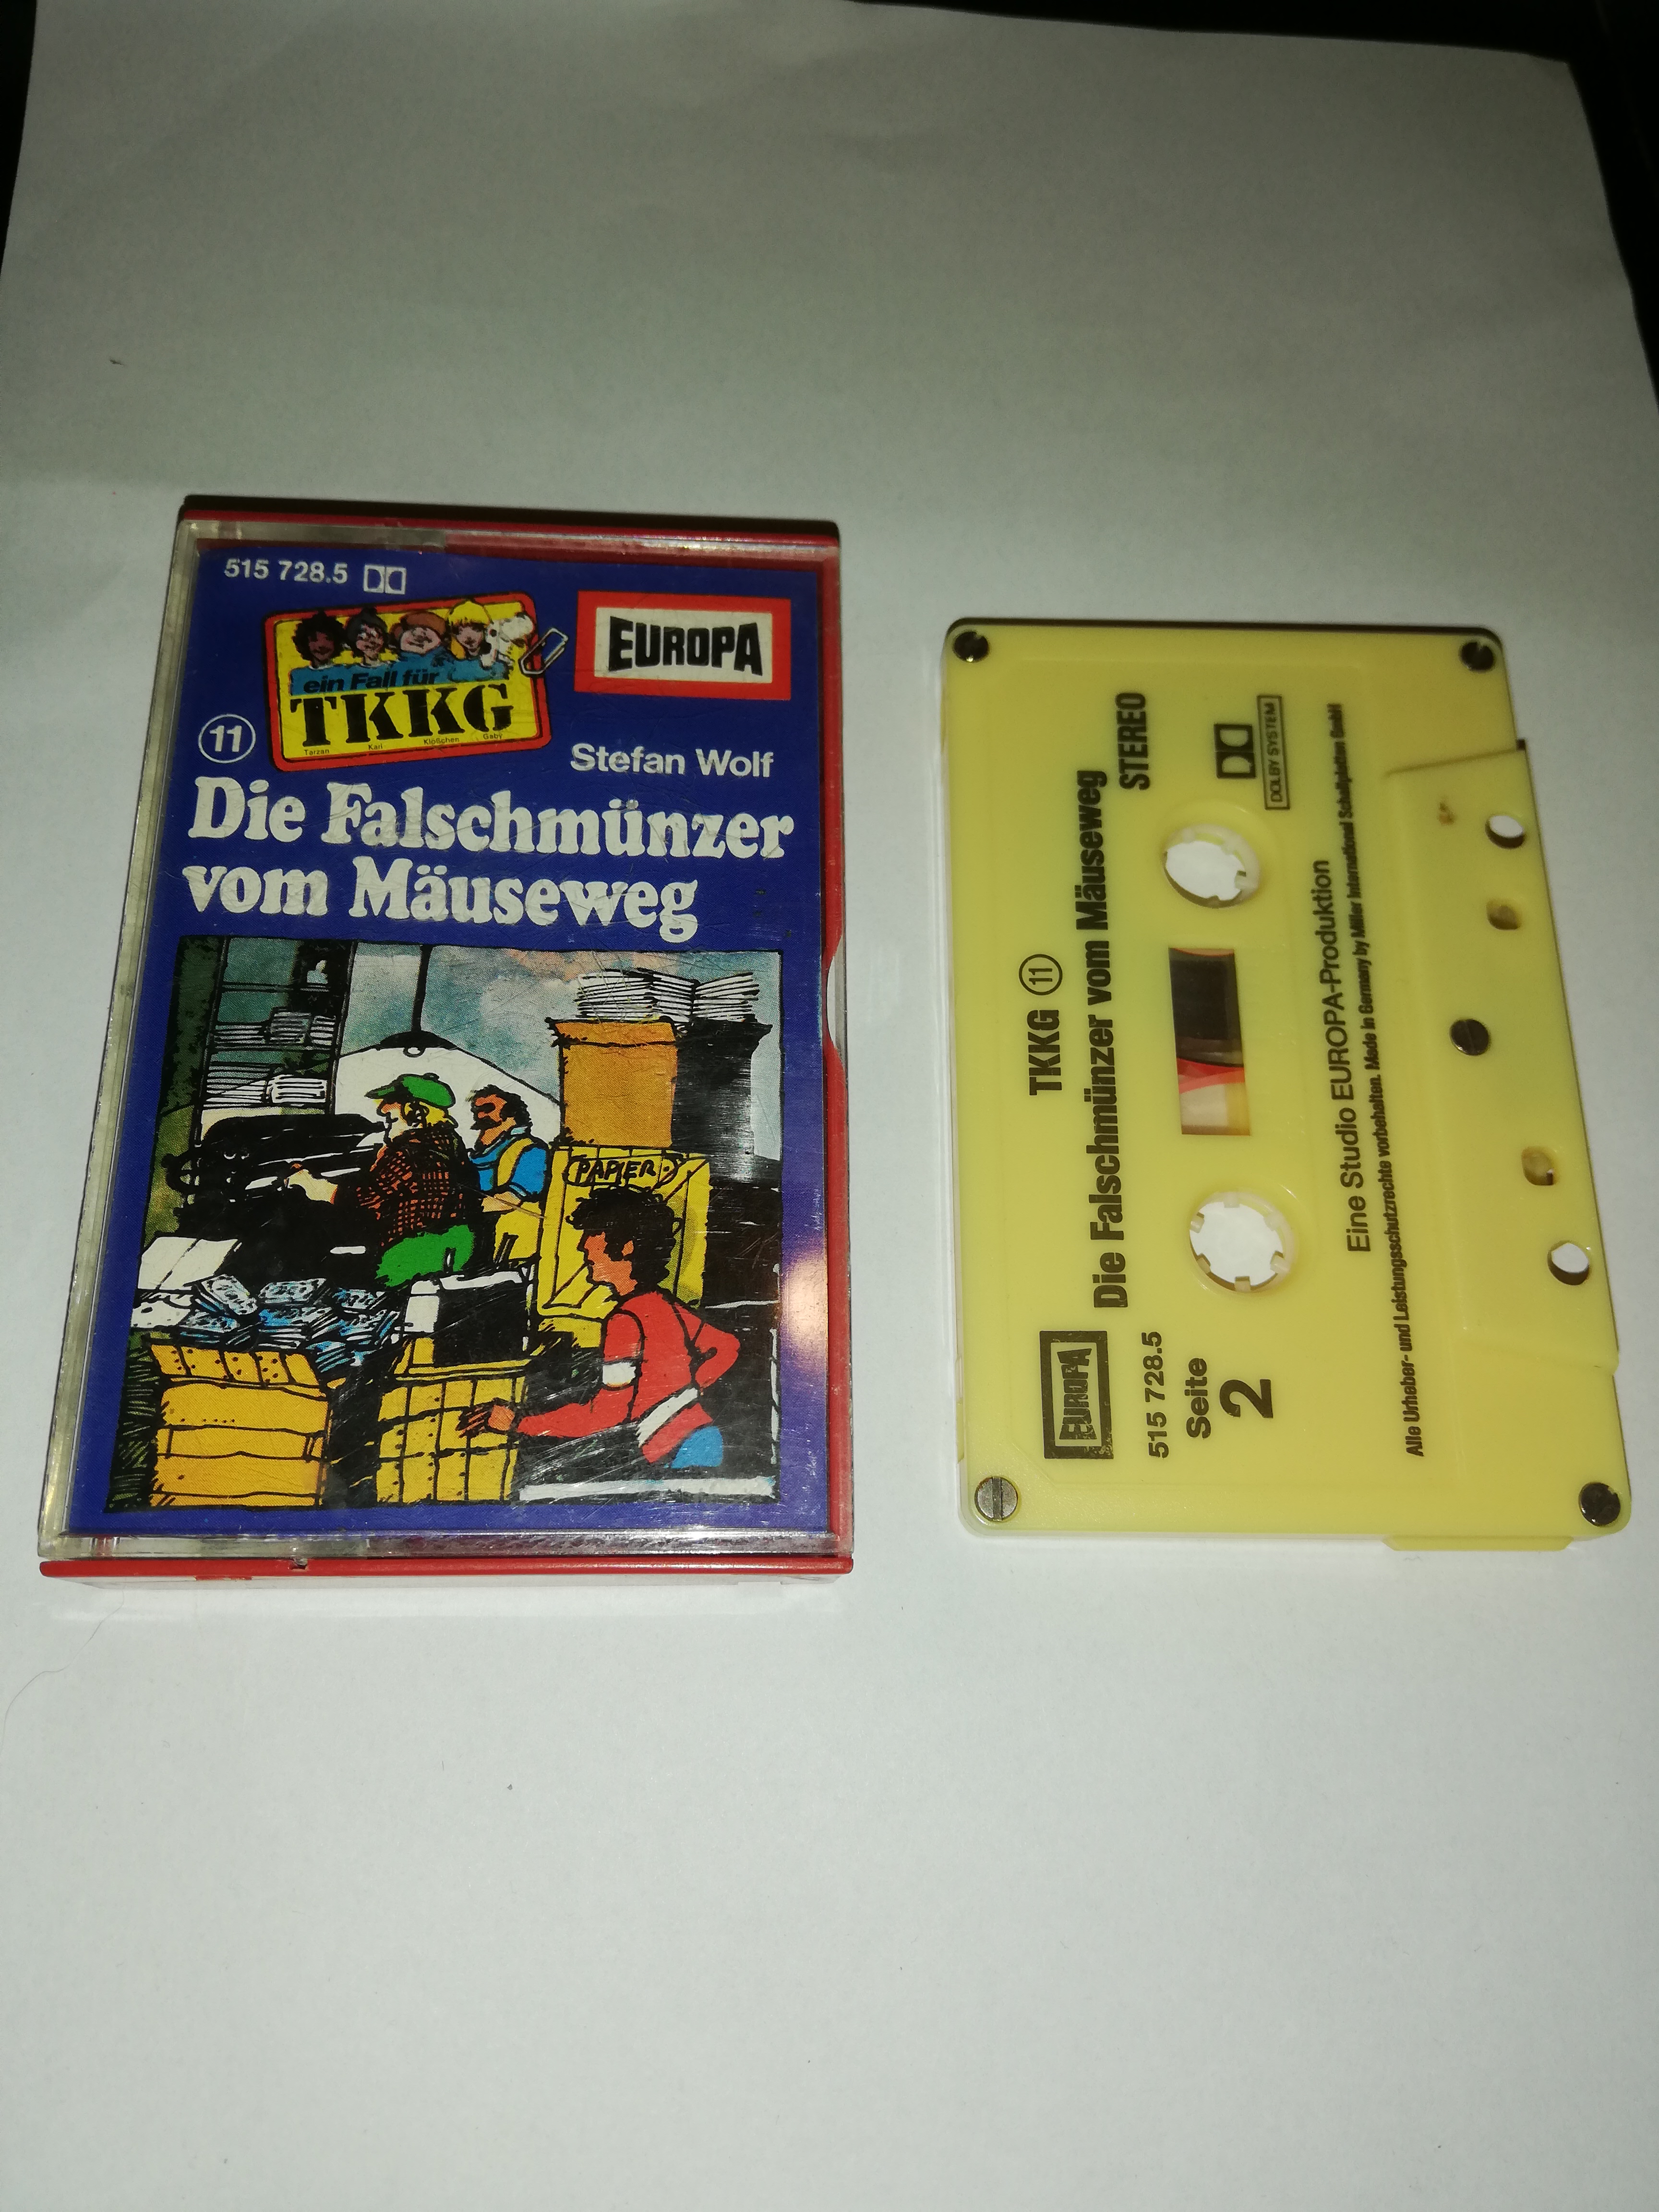 515 728.5
ein Fall für
TKKG
Tarzan Karl Klößchen Gaby
EUROPA
11
Stefan Wolf
Die Falschmünzer
vom Mäuseweg
PAPIER
TKKG 11
Die Falschmünzer vom Mäuseweg
STEREO
EUROPA
515 728.5
Seite
2
DOLBY SYSTEM
Eine Studio EUROPA-Produktion
Alle Urheber- und Leistungsschutzrechte vorbehalten. Made in Germany by Miller International Schallplatten GmbH